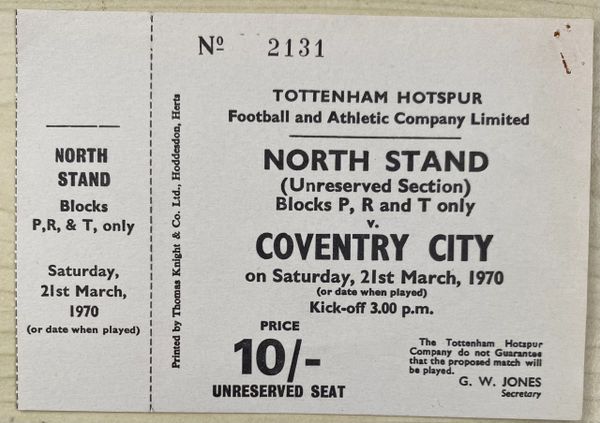 NORTH
STAND
Blocks
P,R, & T, only
Saturday,
21st March,
1970
(or date when played)
Printed by Thomas Knight & Co. Ltd., Hoddesdon, Herts
Nº 2131
TOTTENHAM HOTSPUR
Football and Athletic Company Limited
NORTH STAND
(Unreserved Section)
Blocks P, R and T only
v.
COVENTRY CITY
on Saturday, 21st March, 1970
(or date when played)
Kick-off 3.00 p.m.
PRICE
10/-
UNRESERVED SEAT
The Tottenham Hotspur
Company do not Guarantee
that the proposed match will
be played.
G. W. JONES
Secretary